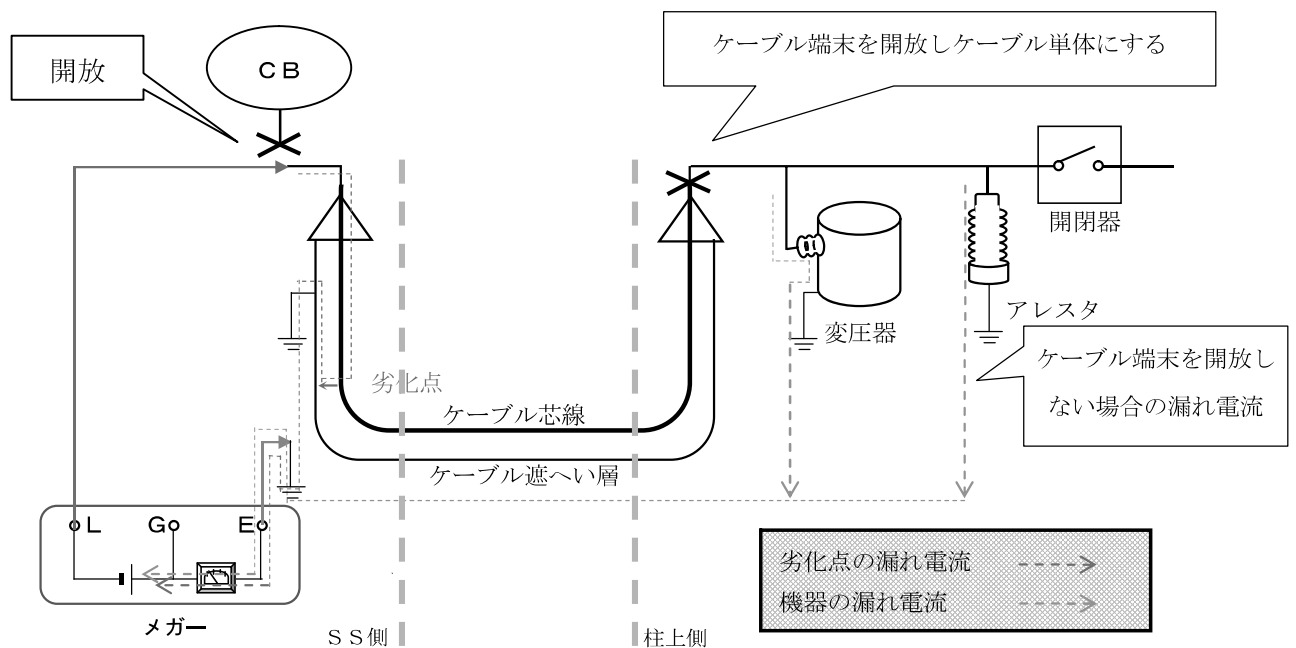 ケーブル端末を開放しケーブル単体にする
開放
CB
開閉器
アレスタ
変圧器
ケーブル端末を開放し
ない場合の漏れ電流
劣化点
ケーブル芯線
ケーブル遮へい層
L
G
E
メガー
劣化点の漏れ電流
機器の漏れ電流
SS側
柱上側